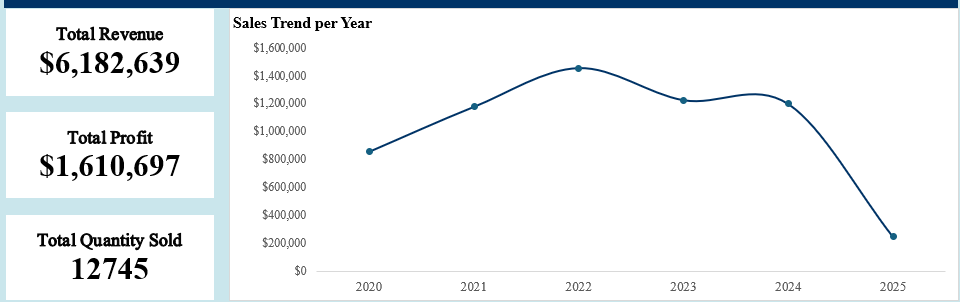 Total Revenue
$6,182,639
Total Profit
$1,610,697
Total Quantity Sold
12745
Sales Trend per Year
$1,600,000
$1,400,000
$1,200,000
$1,000,000
$800,000
$600,000
$400,000
$200,000
$0
2020 2021 2022 2023 2024 2025